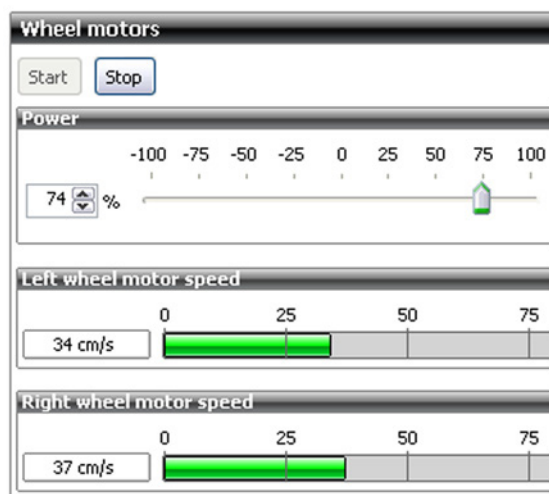 Wheel motors
Start Stop
Power
-100 -75 -50 -25 0 25 50 75 100
74 %
Left wheel motor speed
0 25 50 75
34 cm/s
Right wheel motor speed
0 25 50 75
37 cm/s